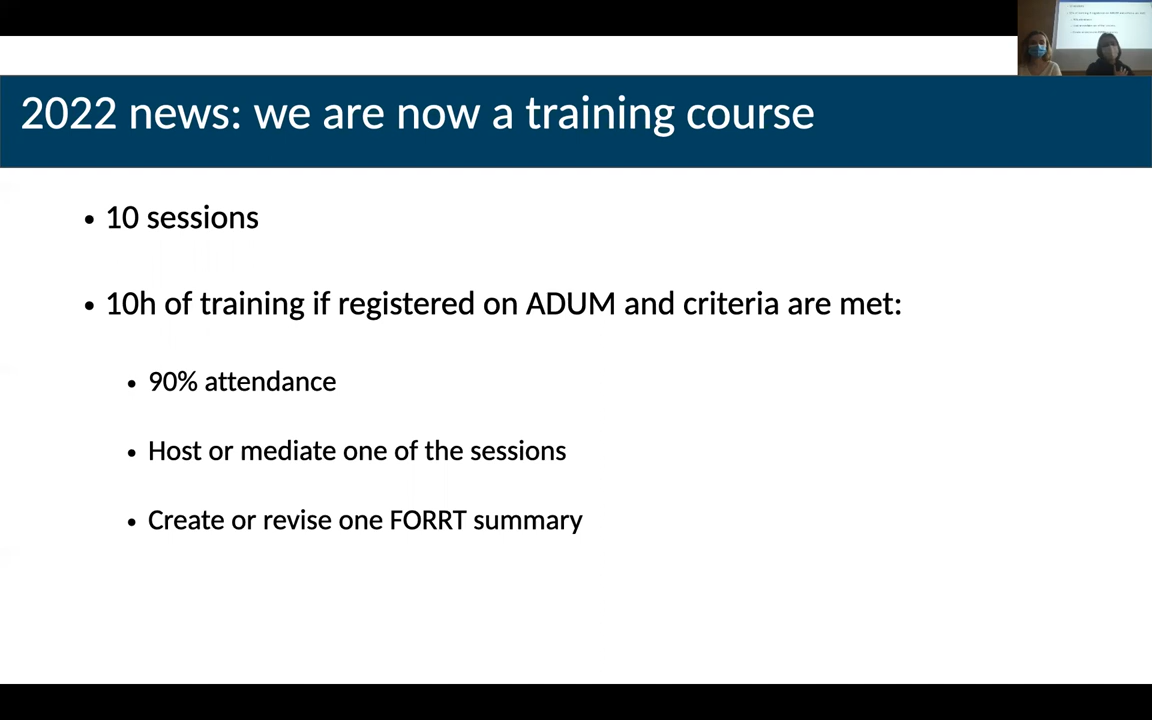 2022 news: we are now a training course
• 10 sessions
• 10h of training if registered on ADUM and criteria are met:
• 90% attendance
• Host or mediate one of the sessions
• Create or revise one FORRT summary